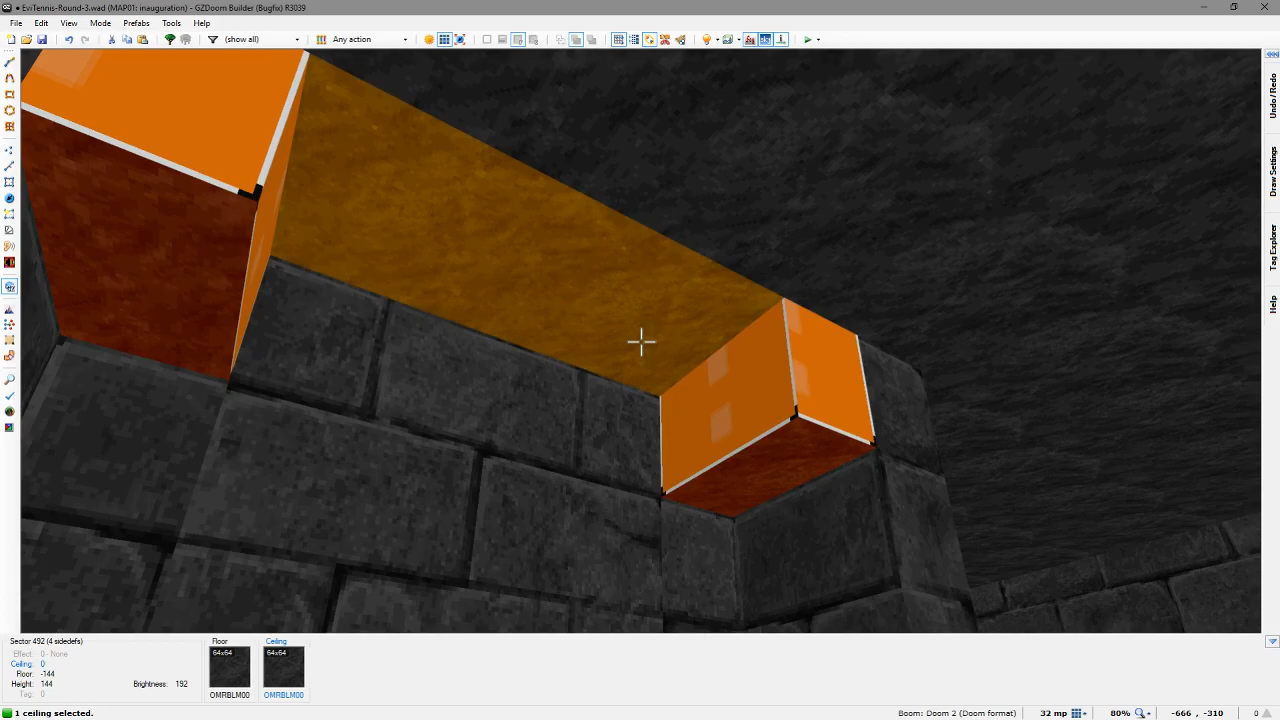 EviTennis-Round-3.wad (MAP01: inauguration) - GZDoom Builder (Bugfix) R3039
File Edit View Mode Prefabs Tools Help
(show all) Any action
Undo / Redo
Draw Settings
Tag Explorer
Help
Sector 492 (4 sidedefs)
Effect: 0 - None
Ceiling: 0
Floor: -144
Height: 144 Brightness: 192
Tag: 0
Floor
64x64
OMRBLM00
Ceiling
64x64
OMRBLM00
1 ceiling selected.
Boom: Doom 2 (Doom format) 32 mp 80% -666 , -310 0